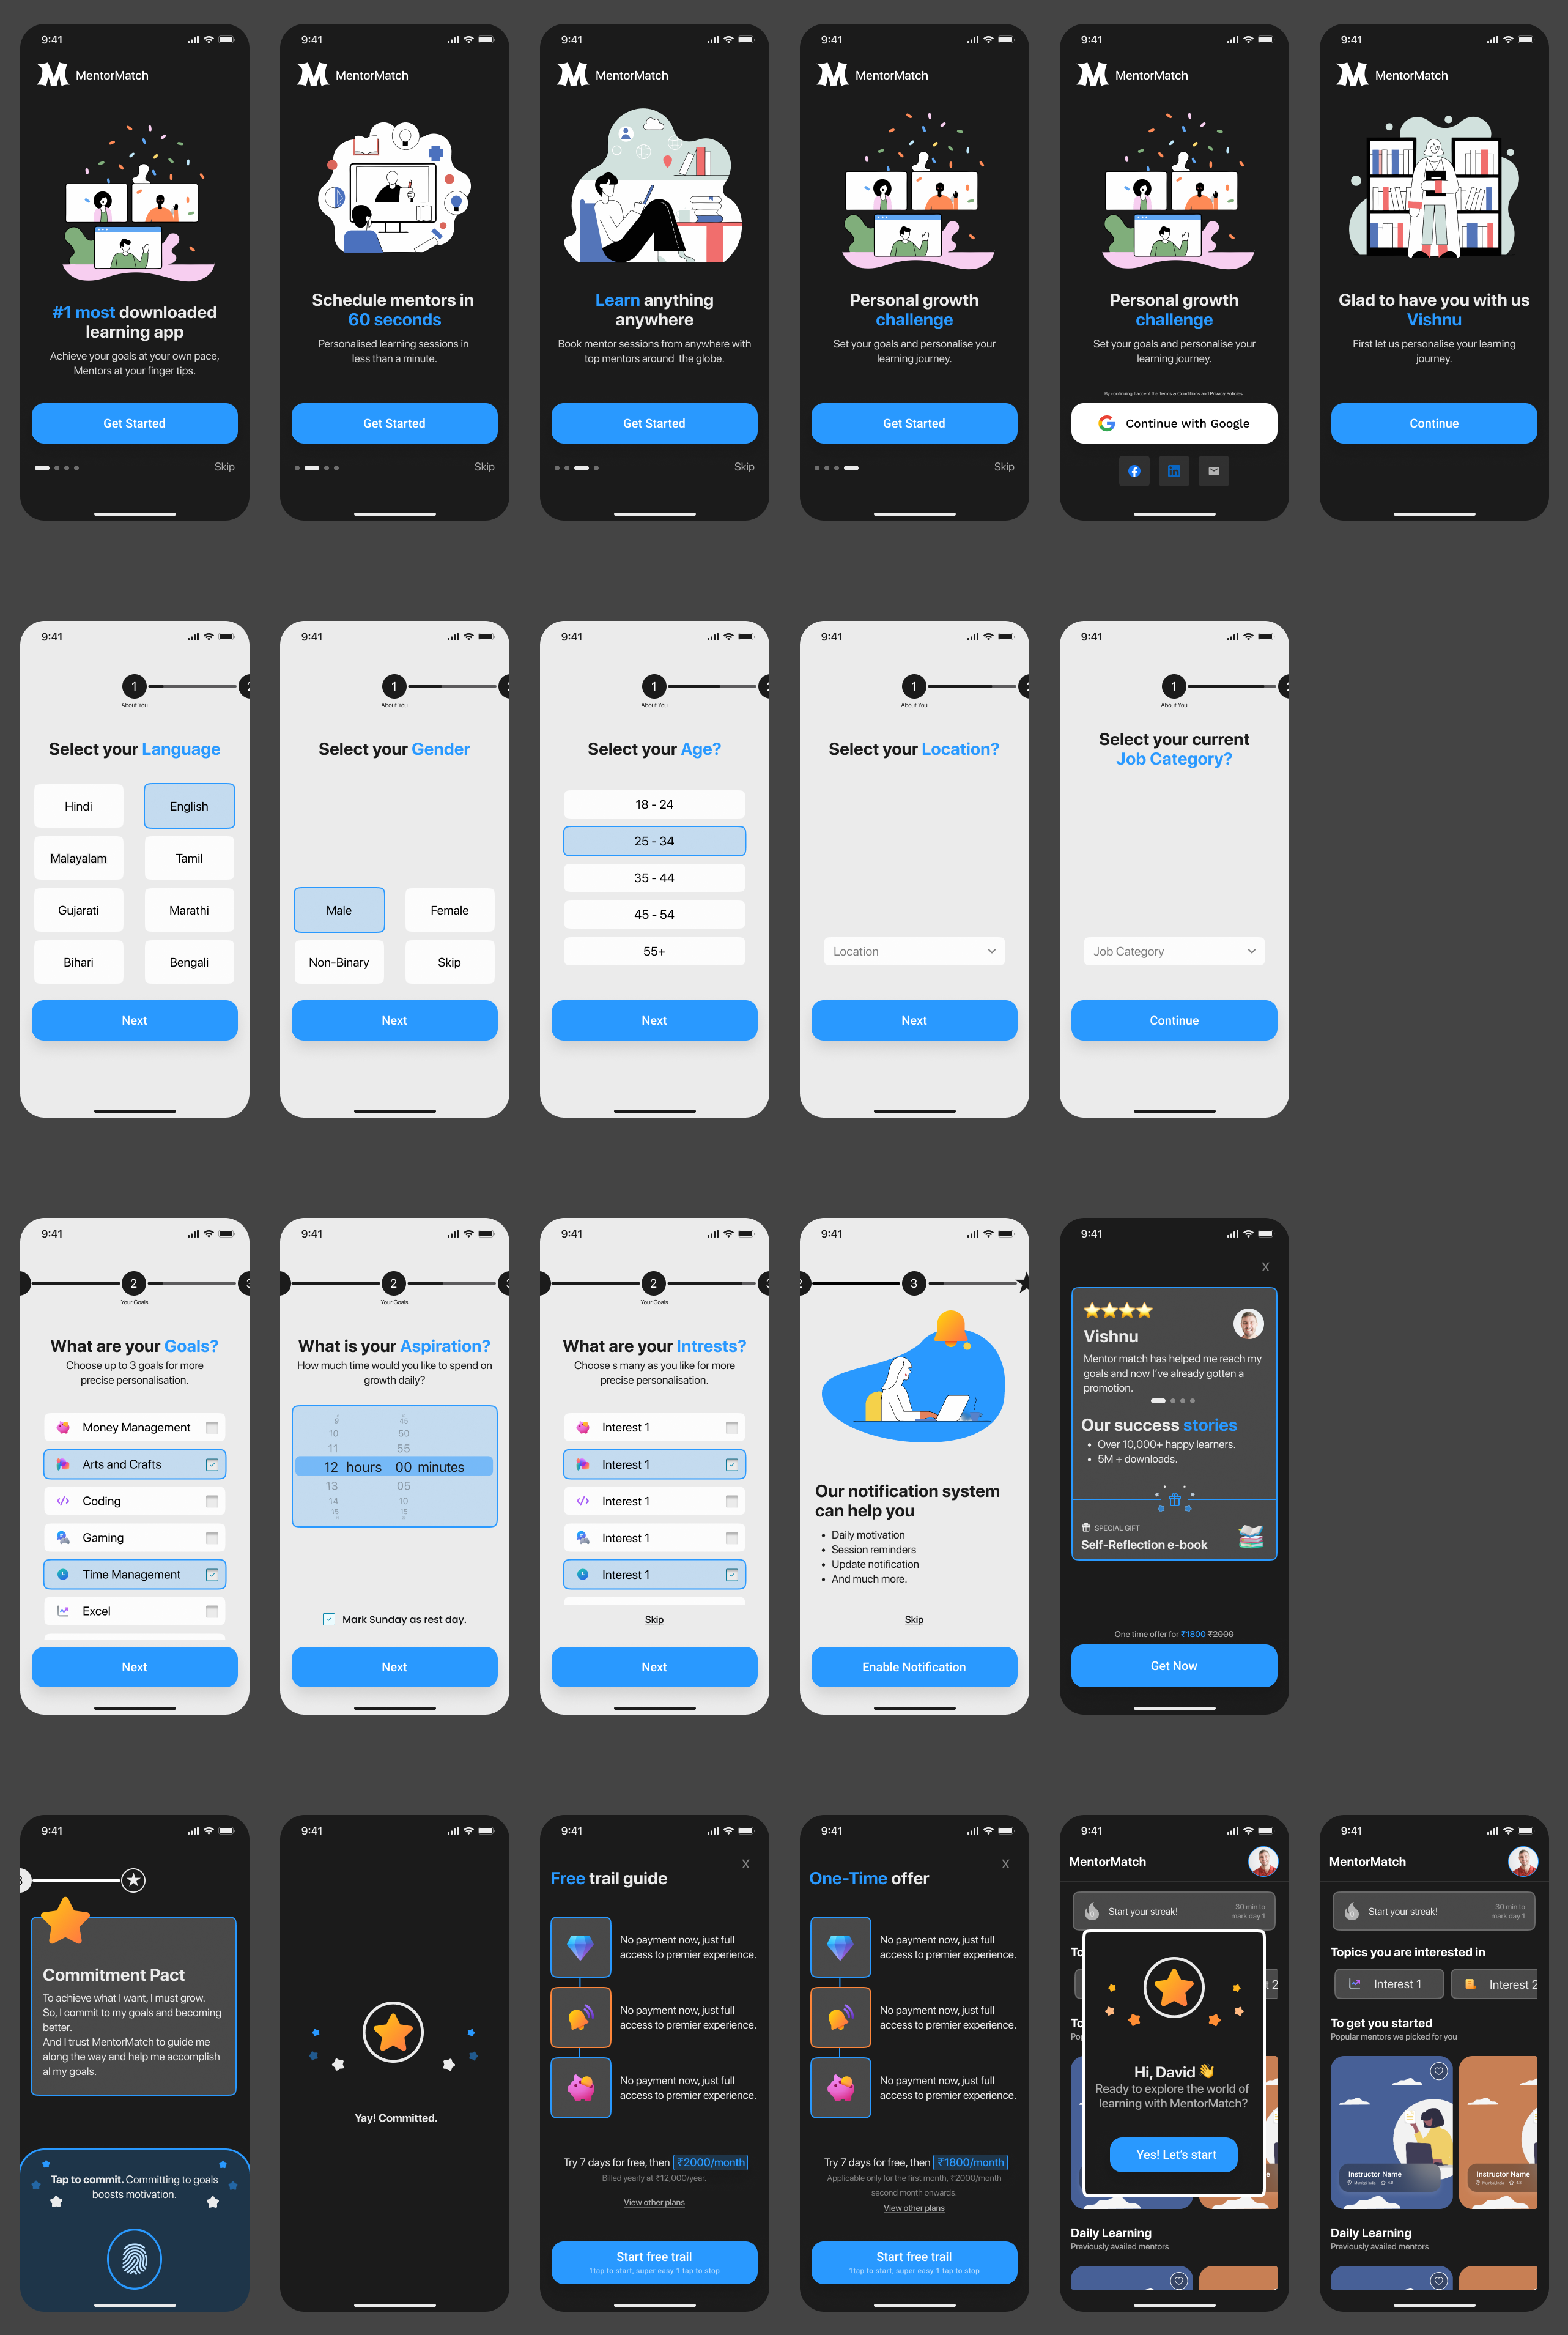 9:41
MentorMatch
#1 most downloaded
learning app
Achieve your goals at your own pace,
Mentors at your finger tips.
Get Started
Skip
9:41
MentorMatch
Schedule mentors in
60 seconds
Personalised learning sessions in
less than a minute.
Get Started
Skip
9:41
MentorMatch
Learn anything
anywhere
Book mentor sessions from anywhere with
top mentors around the globe.
Get Started
Skip
9:41
MentorMatch
Personal growth
challenge
Set your goals and personalise your
learning journey.
Get Started
Skip
9:41
MentorMatch
Personal growth
challenge
Set your goals and personalise your
learning journey.
By continuing, I accept the Terms & Conditions and Privacy Policies.
Continue with Google
9:41
MentorMatch
Glad to have you with us
Vishnu
First let us personalise your learning
journey.
Continue
9:41
1
2
About You
Select your Language
Hindi
English
Malayalam
Tamil
Gujarati
Marathi
Bihari
Bengali
Next
9:41
1
2
About You
Select your Gender
Male
Female
Non-Binary
Skip
Next
9:41
1
2
About You
Select your Age?
18 - 24
25 - 34
35 - 44
45 - 54
55+
Next
9:41
1
2
About You
Select your Location?
Location
Next
9:41
1
2
About You
Select your current
Job Category?
Job Category
Continue
9:41
2
3
Your Goals
What are your Goals?
Choose up to 3 goals for more
precise personalisation.
Money Management
Arts and Crafts
Coding
Gaming
Time Management
Excel
Next
9:41
2
3
Your Goals
What is your Aspiration?
How much time would you like to spend on
growth daily?
9 45
10 50
11 55
12 hours 00 minutes
13 05
14 10
15 15
Mark Sunday as rest day.
Next
9:41
2
3
Your Goals
What are your Intrests?
Choose s many as you like for more
precise personalisation.
Interest 1
Interest 1
Interest 1
Interest 1
Interest 1
Skip
Next
9:41
2
3
Our notification system
can help you
Daily motivation
Session reminders
Update notification
And much more.
Skip
Enable Notification
9:41
X
Vishnu
Mentor match has helped me reach my
goals and now I've already gotten a
promotion.
Our success stories
Over 10,000+ happy learners.
5M + downloads.
SPECIAL GIFT
Self-Reflection e-book
One time offer for ₹1800 ₹2000
Get Now
9:41
3
Commitment Pact
To achieve what I want, I must grow.
So, I commit to my goals and becoming
better.
And I trust MentorMatch to guide me
along the way and help me accomplish
al my goals.
Tap to commit. Committing to goals
boosts motivation.
9:41
Yay! Committed.
9:41
X
Free trail guide
No payment now, just full
access to premier experience.
No payment now, just full
access to premier experience.
No payment now, just full
access to premier experience.
Try 7 days for free, then ₹2000/month
Billed yearly at ₹12,000/year.
View other plans
Start free trail
1tap to start, super easy 1 tap to stop
9:41
X
One-Time offer
No payment now, just full
access to premier experience.
No payment now, just full
access to premier experience.
No payment now, just full
access to premier experience.
Try 7 days for free, then ₹1800/month
Applicable only for the first month, ₹2000/month
second month onwards.
View other plans
Start free trail
1tap to start, super easy 1 tap to stop
9:41
MentorMatch
Start your streak!
30 min to
mark day 1
To
t 2
To
Pop
Hi, David 👋
Ready to explore the world of
learning with MentorMatch?
Yes! Let's start
Daily Learning
Previously availed mentors
9:41
MentorMatch
Start your streak!
30 min to
mark day 1
Topics you are interested in
Interest 1
Interest 2
To get you started
Popular mentors we picked for you
Instructor Name
Instructor Name
Daily Learning
Previously availed mentors